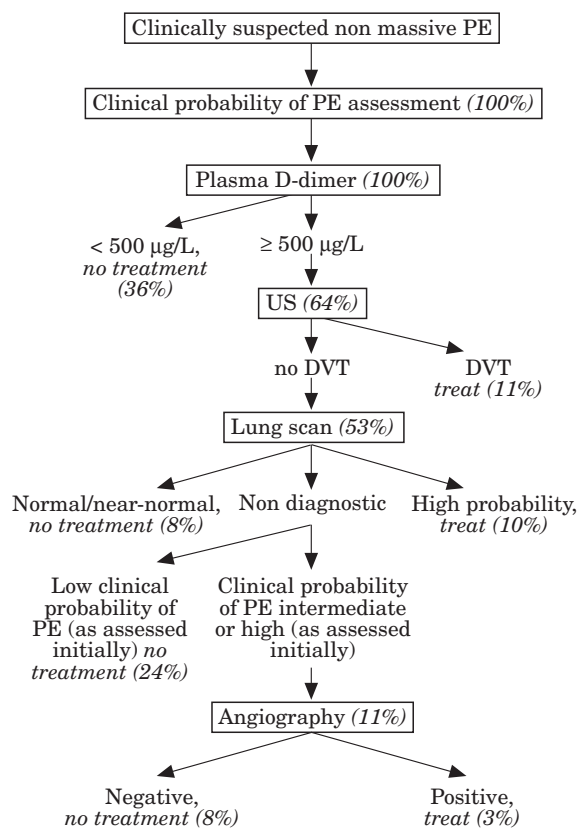 Clinically suspected non massive PE
Clinical probability of PE assessment (100%)
Plasma D-dimer (100%)
< 500 µg/L,
no treatment
(36%)
≥ 500 µg/L
US (64%)
no DVT
DVT
treat (11%)
Lung scan (53%)
Normal/near-normal,
no treatment (8%)
Non diagnostic
High probability,
treat (10%)
Low clinical
probability of
PE (as assessed
initially) no
treatment (24%)
Clinical probability
of PE intermediate
or high (as assessed
initially)
Angiography (11%)
Negative,
no treatment (8%)
Positive,
treat (3%)